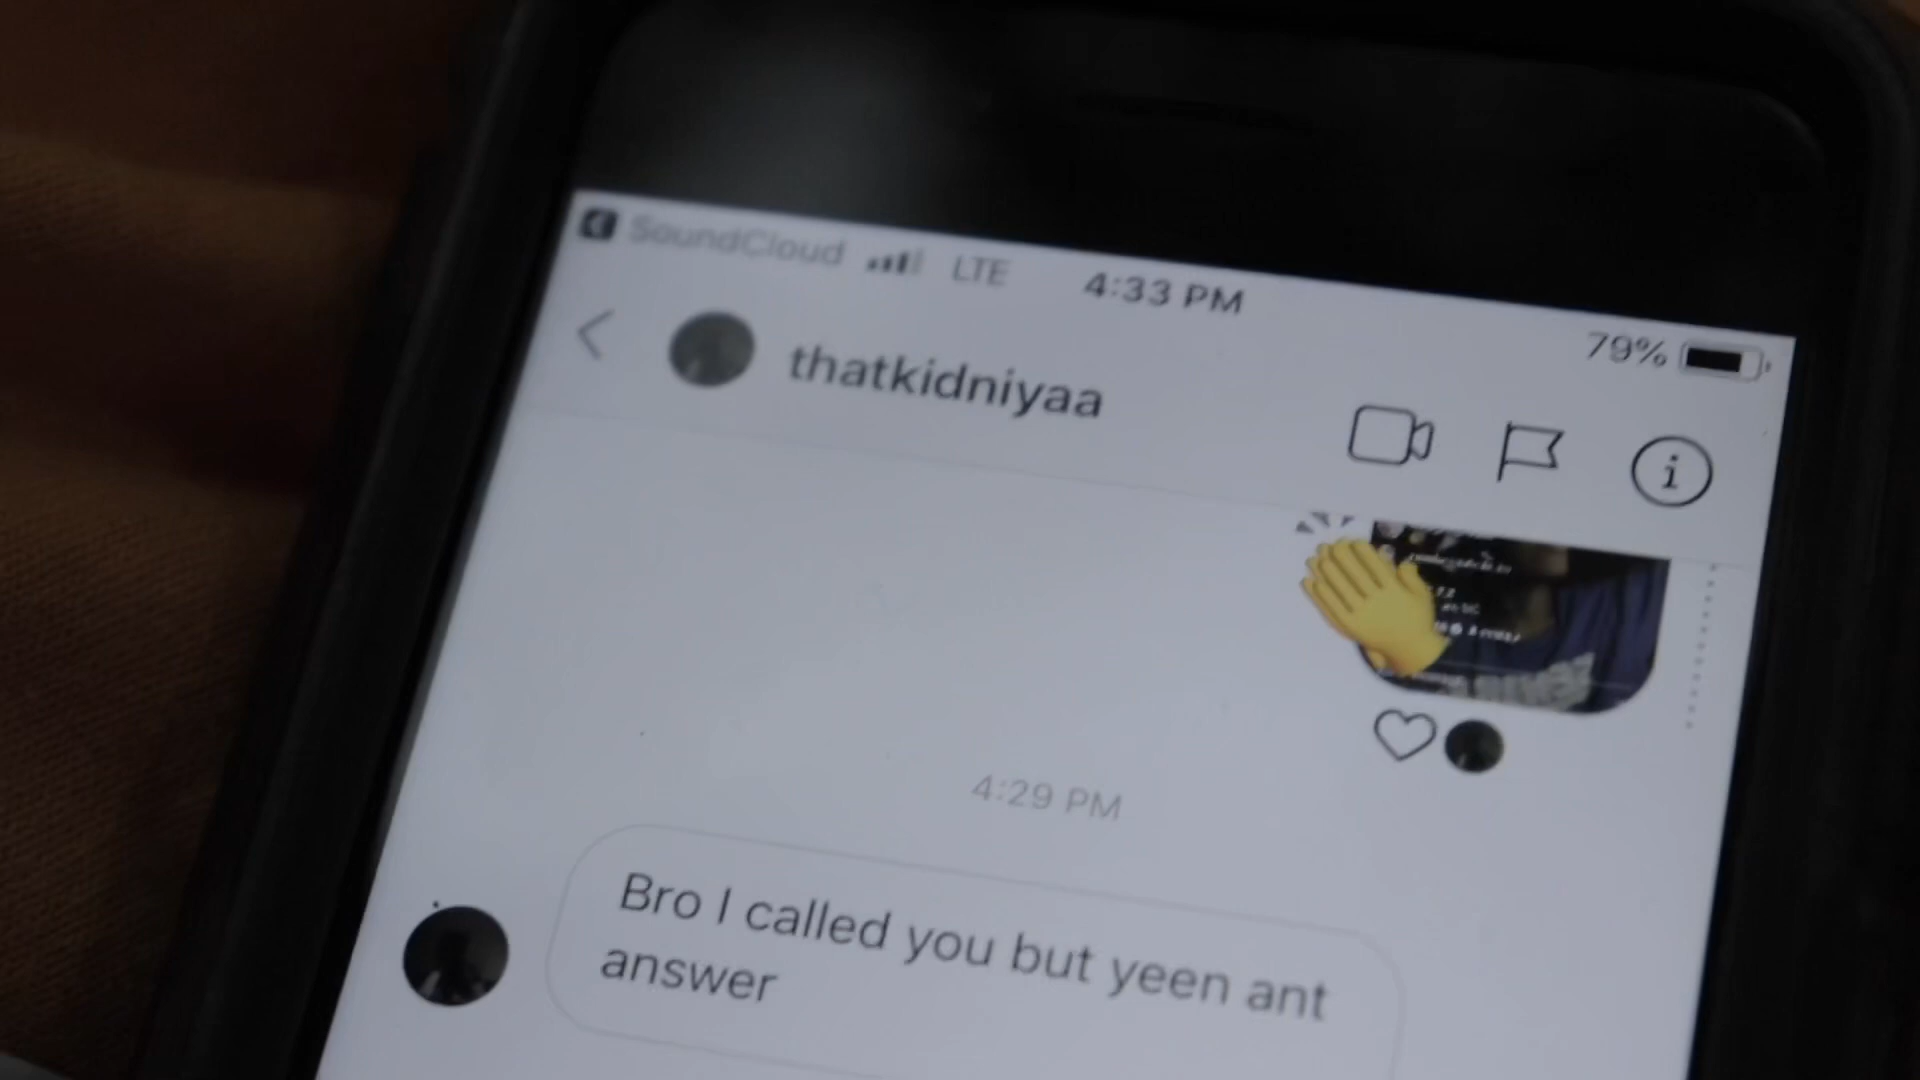 SoundCloud LTE 4:33 PM 79%
thatkidniyaa
4:29 PM
Bro I called you but yeen ant
answer